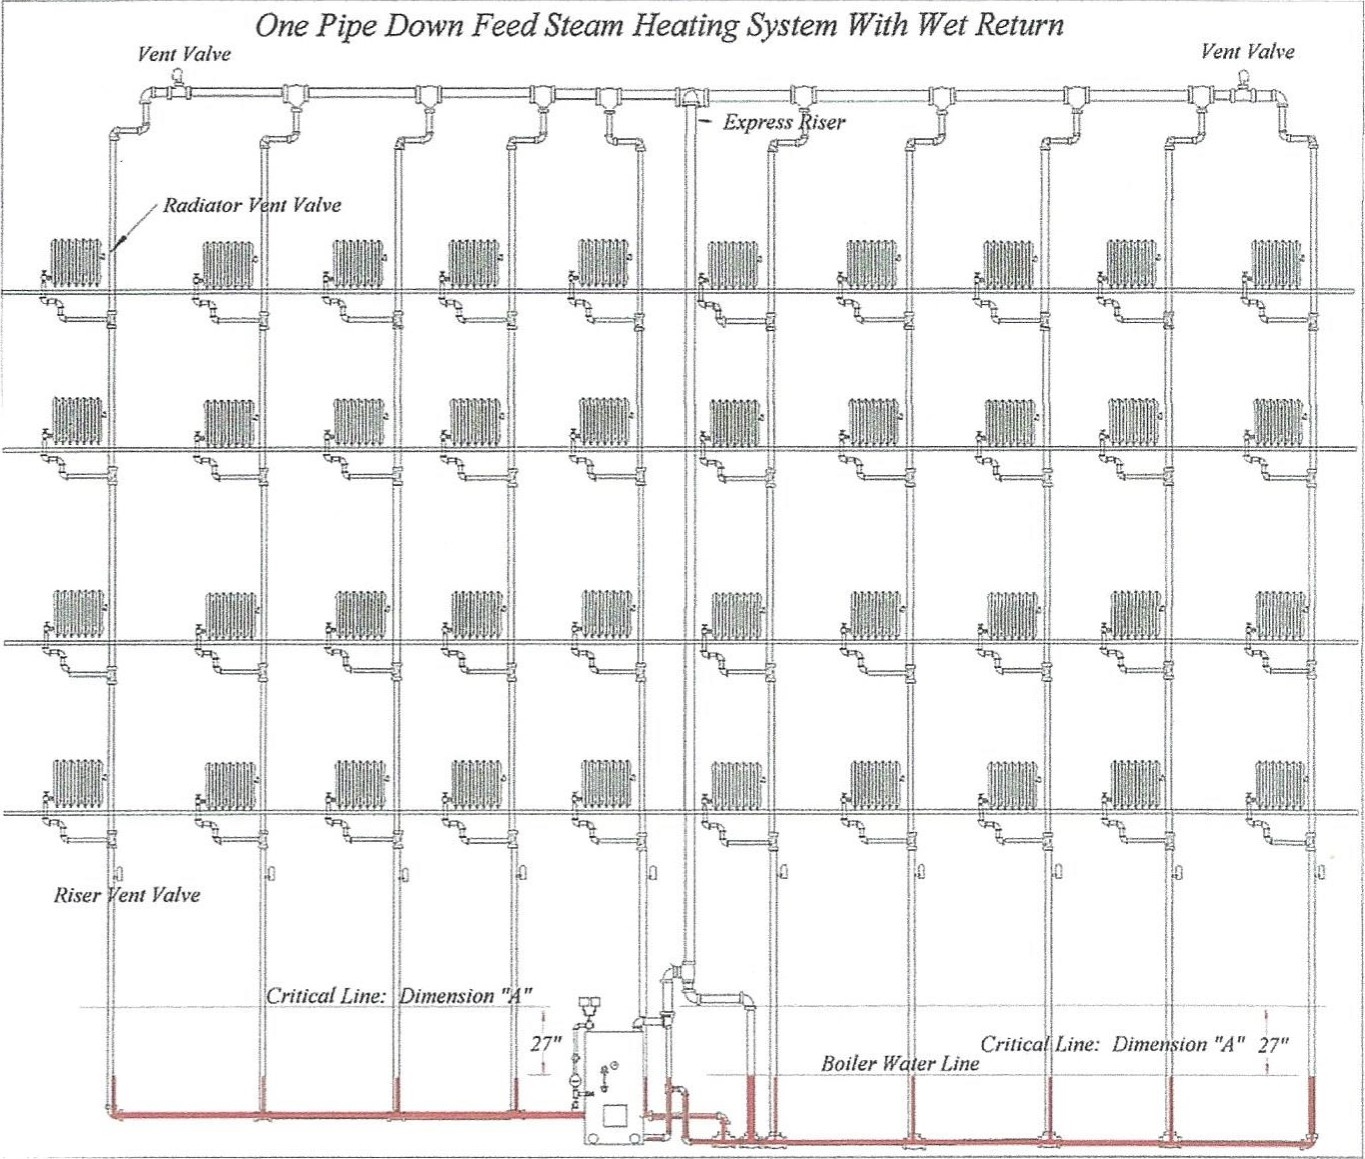 One Pipe Down Feed Steam Heating System With Wet Return
Vent Valve
Vent Valve
Express Riser
Radiator Vent Valve
Riser Vent Valve
Critical Line: Dimension "A"
27"
Critical Line: Dimension "A" 27"
Boiler Water Line